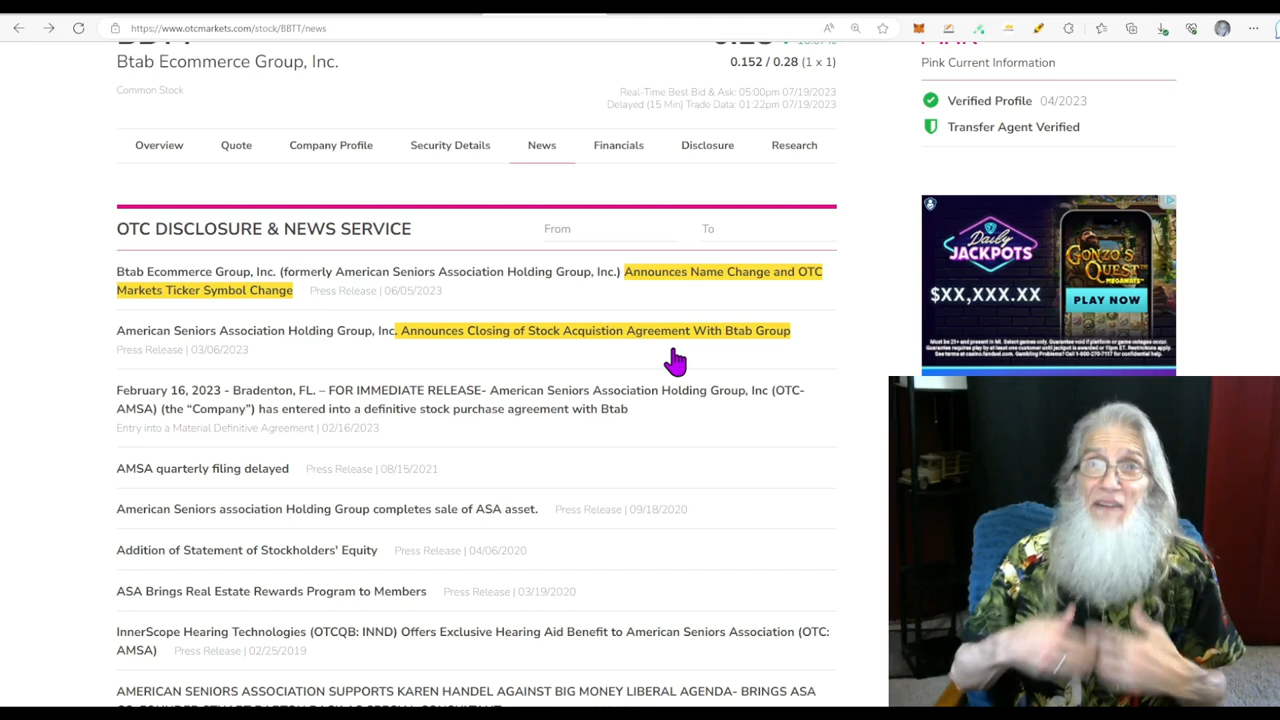 https://www.otcmarkets.com/stock/BBTT/news
Btab Ecommerce Group, Inc.
0.152 / 0.28 (1 x 1)
Common Stock
Real-Time Best Bid & Ask: 05:00pm 07/19/2023
Delayed (15 Min) Trade Data: 01:22pm 07/19/2023
Pink Current Information
Verified Profile 04/2023
Transfer Agent Verified
Overview Quote Company Profile Security Details News Financials Disclosure Research
OTC DISCLOSURE & NEWS SERVICE From To
Btab Ecommerce Group, Inc. (formerly American Seniors Association Holding Group, Inc.) Announces Name Change and OTC
Markets Ticker Symbol Change Press Release | 06/05/2023
American Seniors Association Holding Group, Inc. Announces Closing of Stock Acquistion Agreement With Btab Group
Press Release | 03/06/2023
February 16, 2023 - Bradenton, FL. – FOR IMMEDIATE RELEASE- American Seniors Association Holding Group, Inc (OTC-
AMSA) (the “Company”) has entered into a definitive stock purchase agreement with Btab
Entry into a Material Definitive Agreement | 02/16/2023
AMSA quarterly filing delayed Press Release | 08/15/2021
American Seniors association Holding Group completes sale of ASA asset. Press Release | 09/18/2020
Addition of Statement of Stockholders' Equity Press Release | 04/06/2020
ASA Brings Real Estate Rewards Program to Members Press Release | 03/19/2020
InnerScope Hearing Technologies (OTCQB: INND) Offers Exclusive Hearing Aid Benefit to American Seniors Association (OTC:
AMSA) Press Release | 02/25/2019
AMERICAN SENIORS ASSOCIATION SUPPORTS KAREN HANDEL AGAINST BIG MONEY LIBERAL AGENDA- BRINGS ASA
Daily
JACKPOTS
$XX,XXX.XX
GONZO'S
QUEST
MEGAWAYS
PLAY NOW